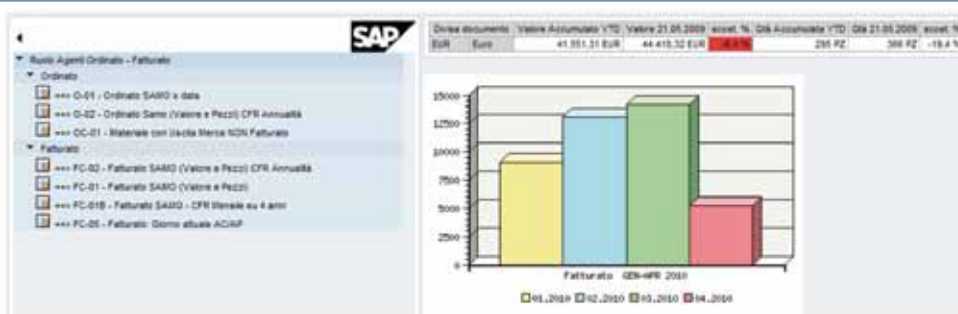 SAP
Ruolo Agenti Ordinato - Fatturato
Ordinato
==> O-01 - Ordinato SAMO x data
==> O-02 - Ordinato Samo (Valore e Pezzi) CFR Annualità
==> OC-01 - Materiale con Uscita Merce NON Fatturato
Fatturato
==> FC-02 - Fatturato SAMO (Valore e Pezzi) CFR Annualità
==> FC-01 - Fatturato SAMO (Valore e Pezzi)
==> FC-01B - Fatturato SAMO - CFR Mensile su 4 anni
==> FC-05 - Fatturato: Giorno attuale AC/AP
Divisa documento Valore Accumulato YTD Valore 21.05.2009 scost. % Qtà Accumulata YTD Qtà 21.05.2009 scost. %
EUR Euro 41.551,31 EUR 44.410,32 EUR 295 PZ 366 PZ -19,4 %
15000
12500
10000
7500
5000
2500
0
Fatturato GEN-APR 2010
01.2010 02.2010 03.2010 04.2010